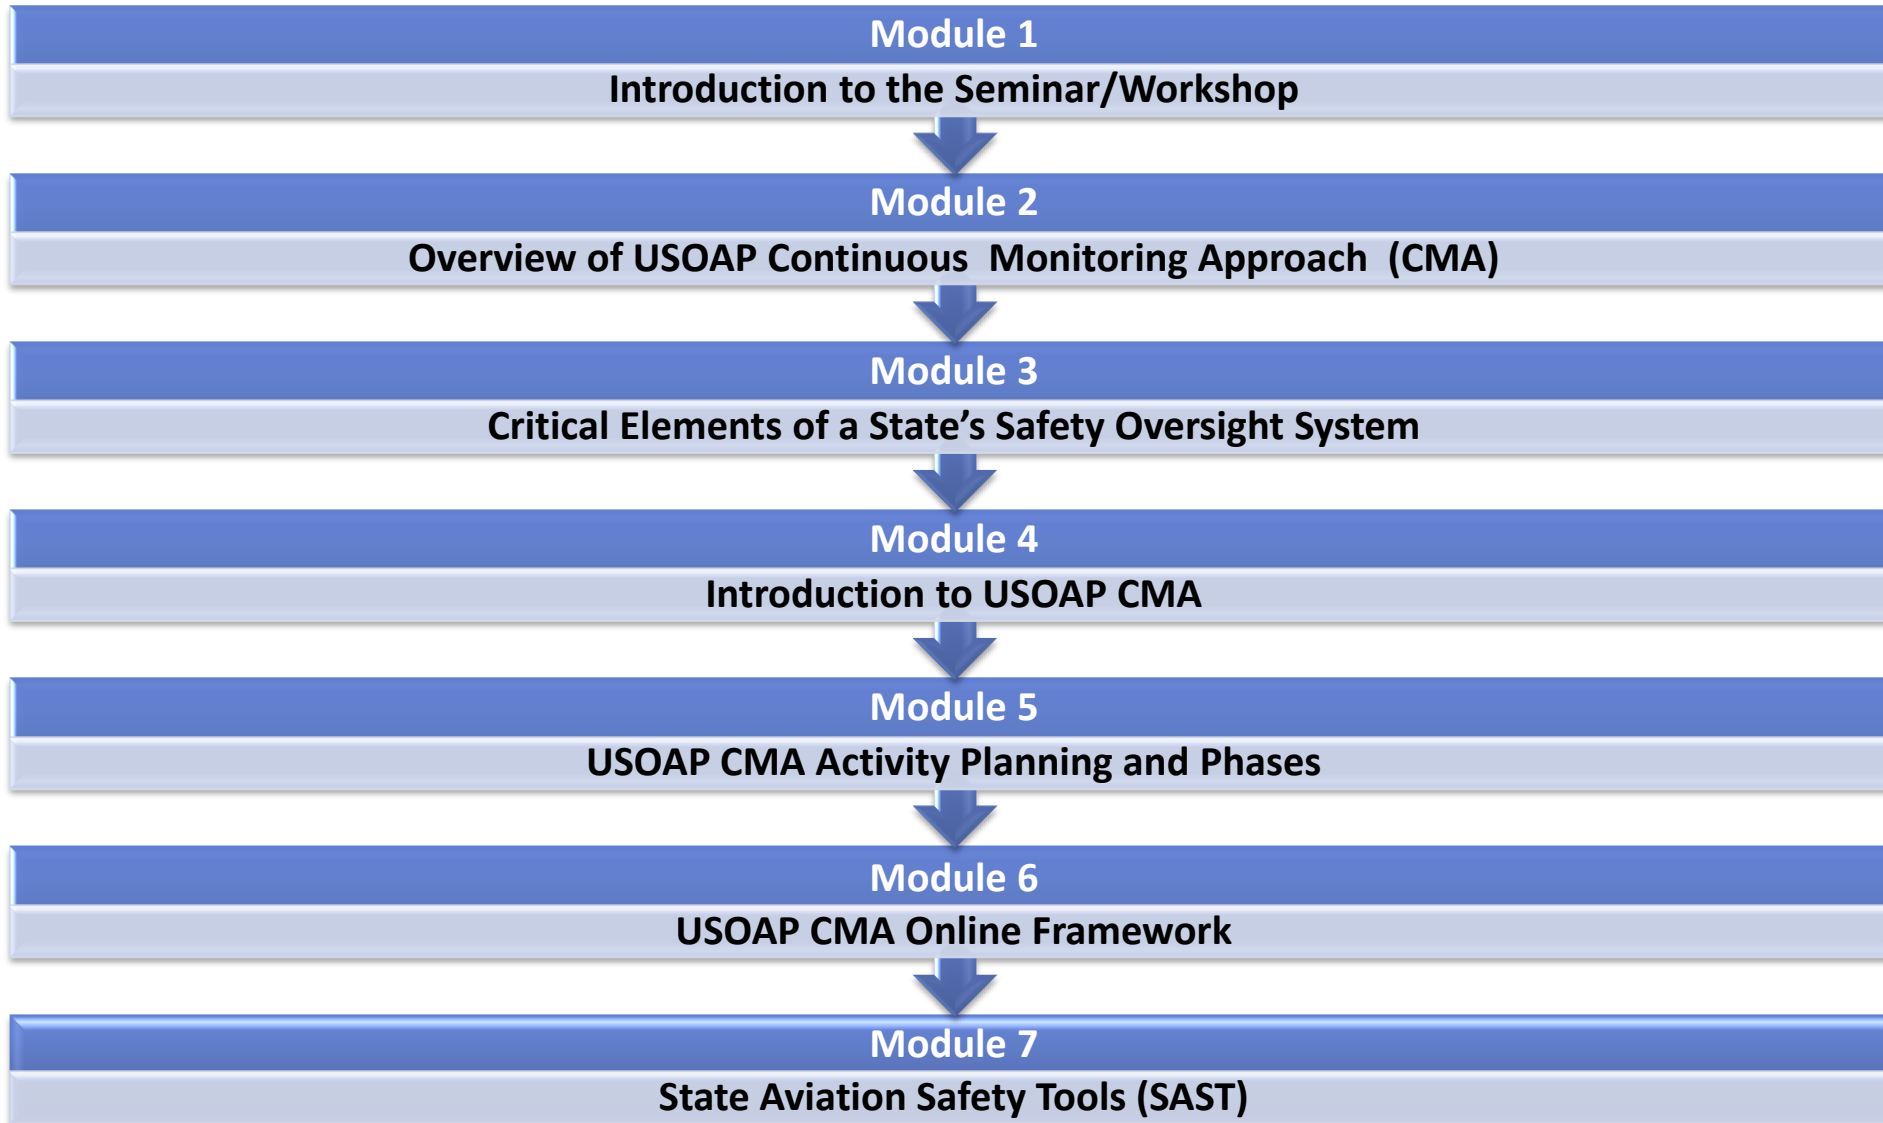 Module 1
Introduction to the Seminar/Workshop
Module 2
Overview of USOAP Continuous  Monitoring Approach  (CMA)
Module 3
Critical Elements of a State’s Safety Oversight System
Module 4
Introduction to USOAP CMA
Module 5
USOAP CMA Activity Planning and Phases
Module 6
USOAP CMA Online Framework
Module 7
State Aviation Safety Tools (SAST)